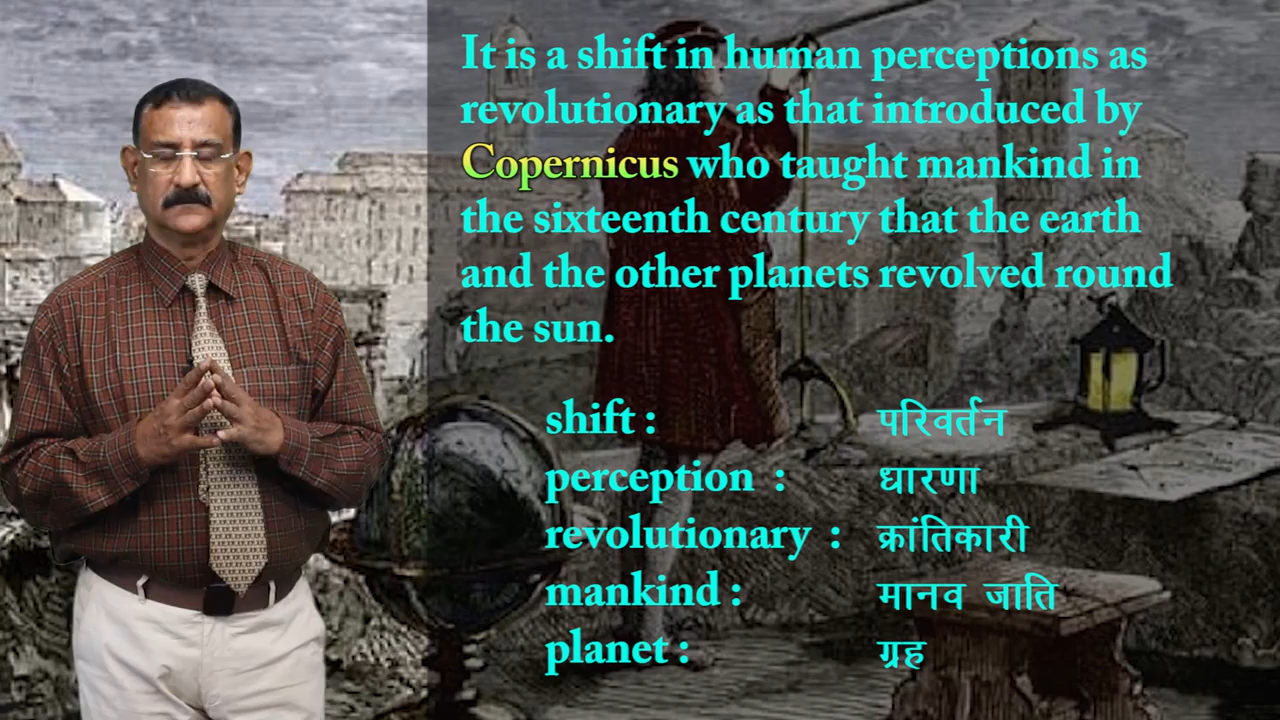 It is a shift in human perceptions as
revolutionary as that introduced by
Copernicus who taught mankind in
the sixteenth century that the earth
and the other planets revolved round
the sun.
shift : परिवर्तन
perception : धारणा
revolutionary : क्रांतिकारी
mankind : मानव जाति
planet : ग्रह